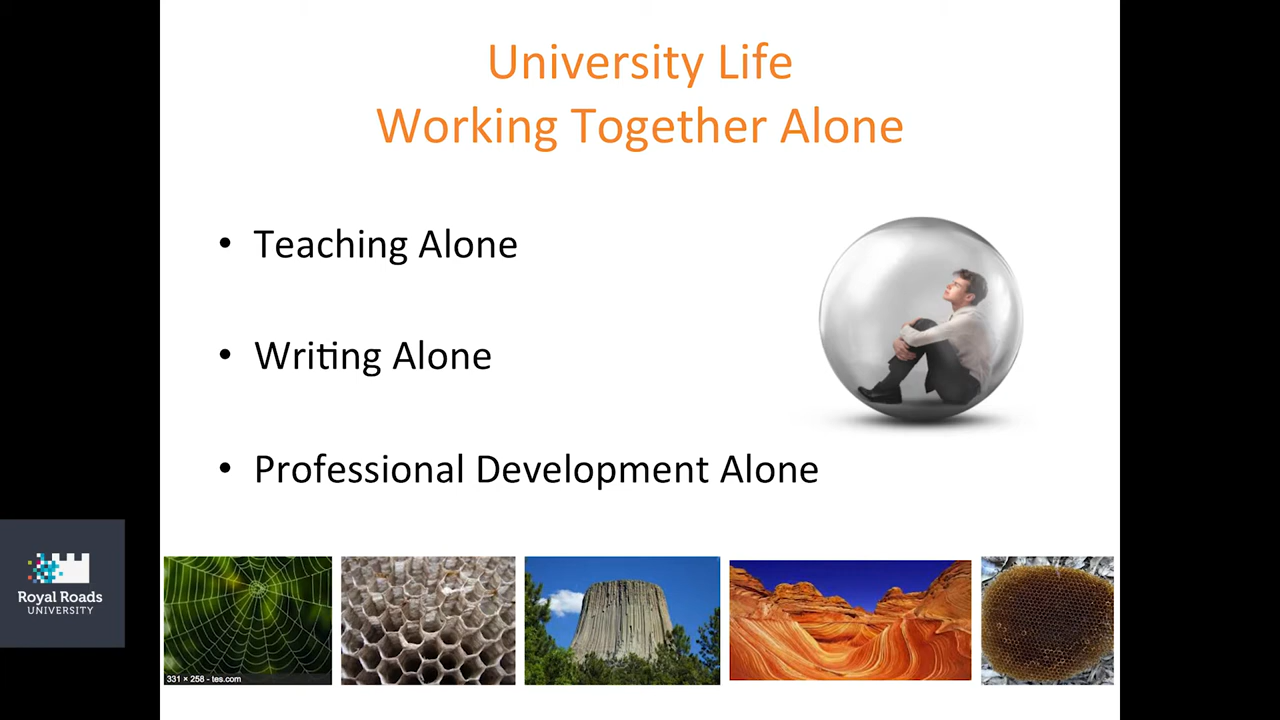 University Life
Working Together Alone
• Teaching Alone
• Writing Alone
• Professional Development Alone
Royal Roads
UNIVERSITY
331 × 258 - tes.com